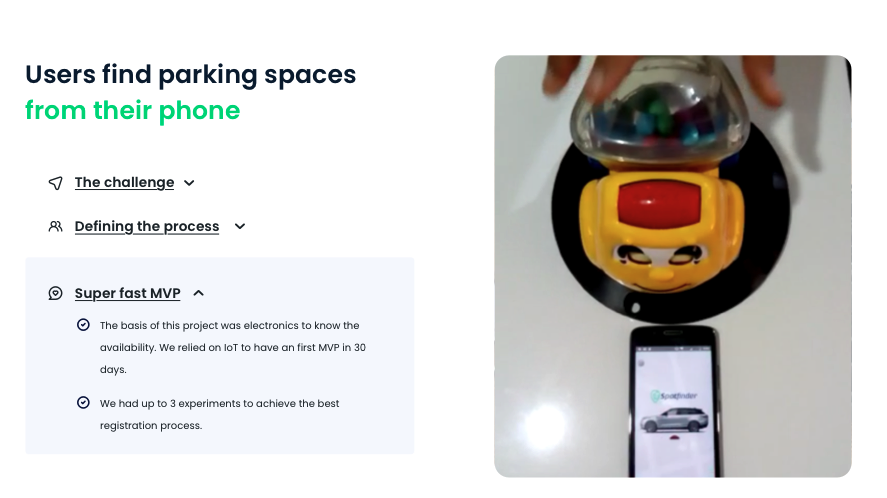 Users find parking spaces
from their phone
The challenge
Defining the process
Super fast MVP
The basis of this project was electronics to know the
availability. We relied on IoT to have an first MVP in 30
days.
We had up to 3 experiments to achieve the best
registration process.
Spotfinder